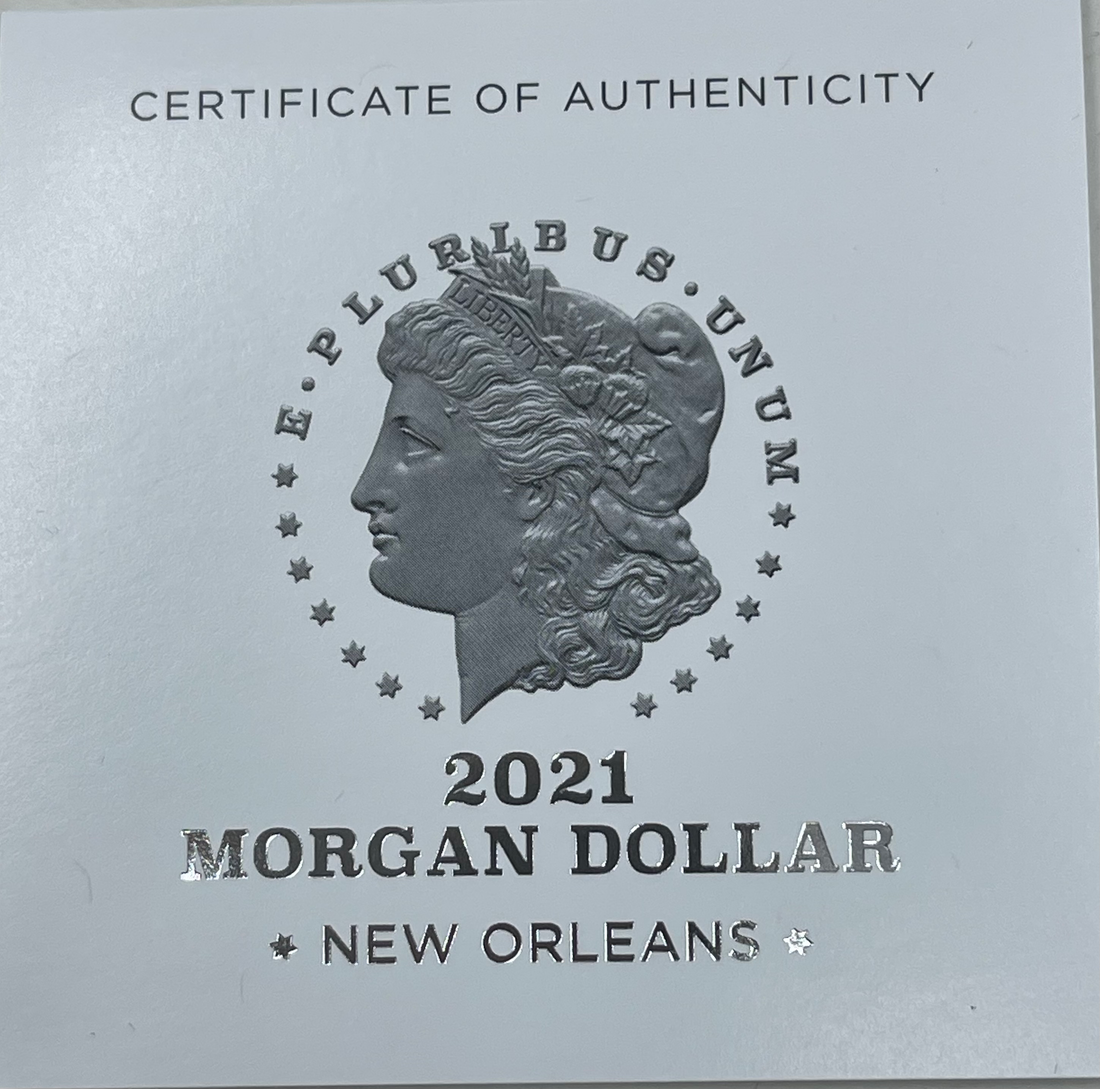 CERTIFICATE OF AUTHENTICITY
E·PLURIBUS·UNUM
LIBERTY
2021
MORGAN DOLLAR
NEW ORLEANS